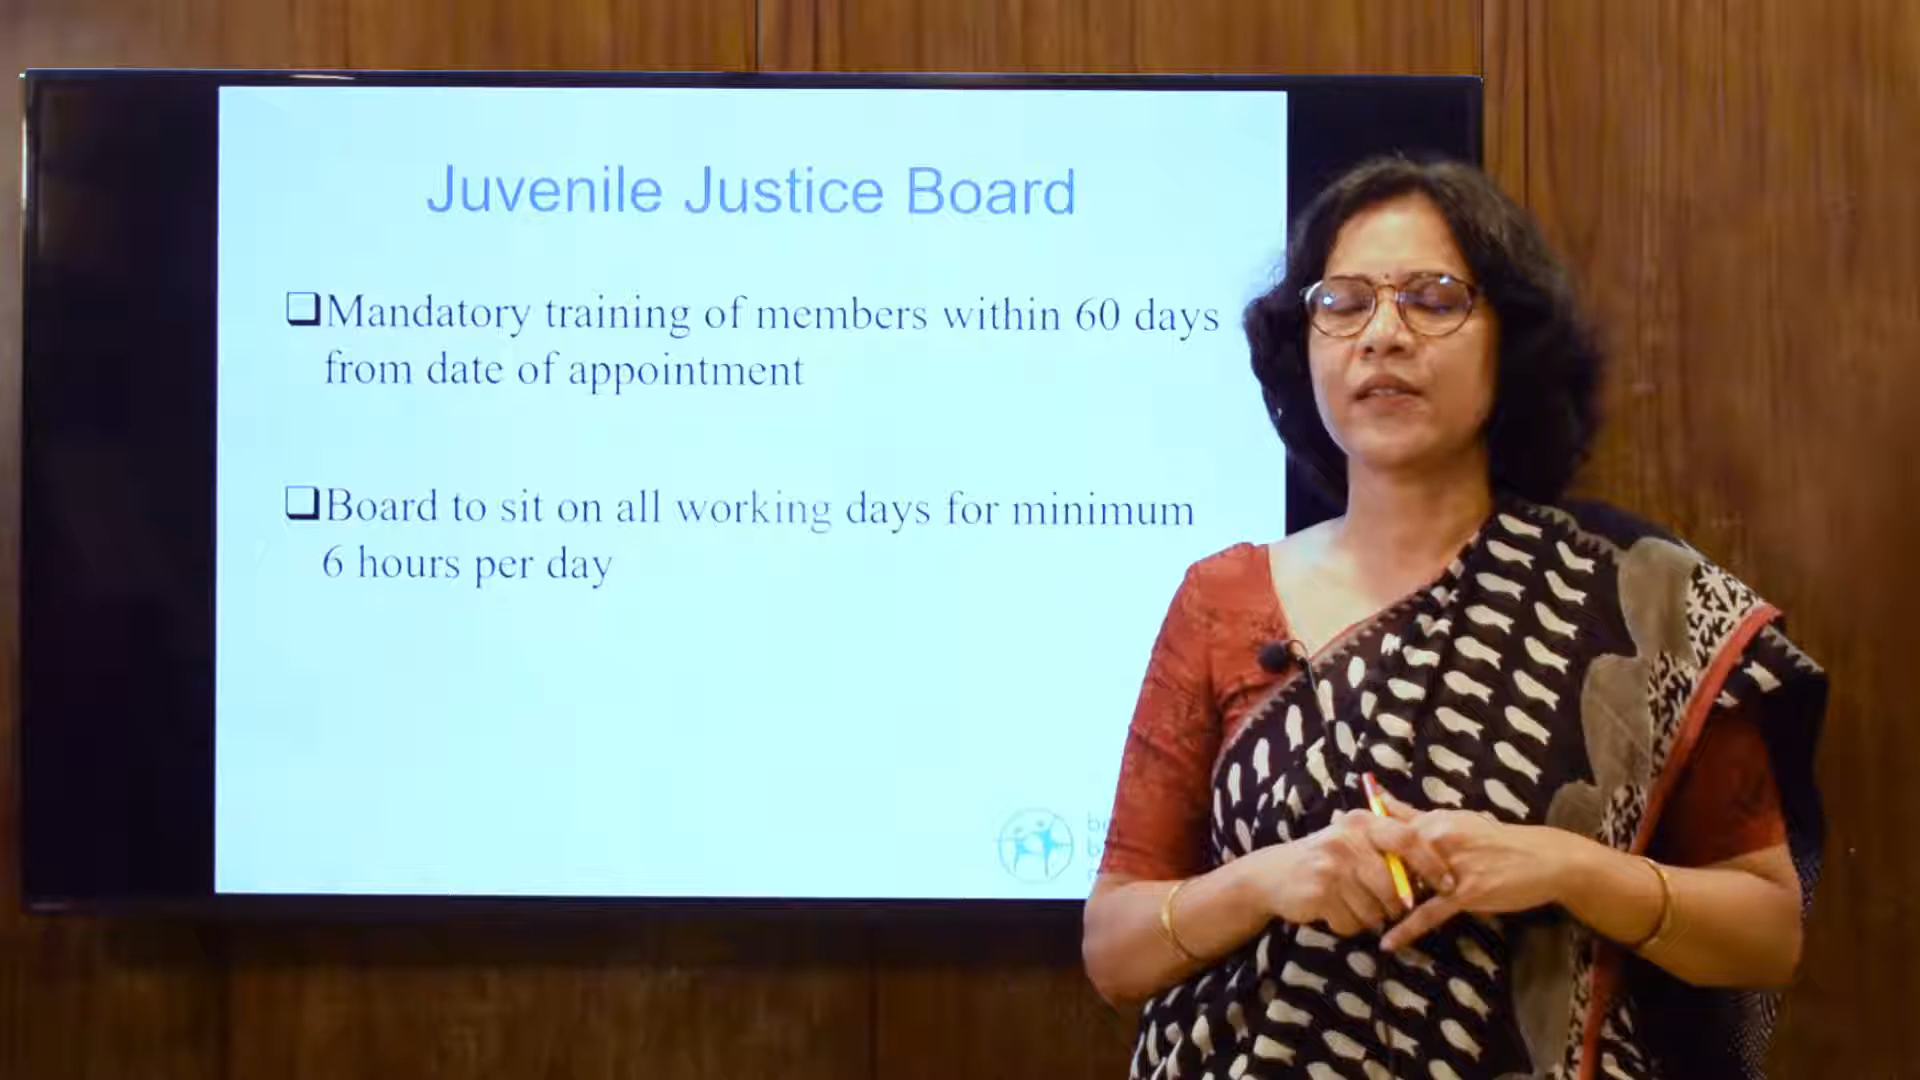 Juvenile Justice Board
❑Mandatory training of members within 60 days
from date of appointment
❑Board to sit on all working days for minimum
6 hours per day